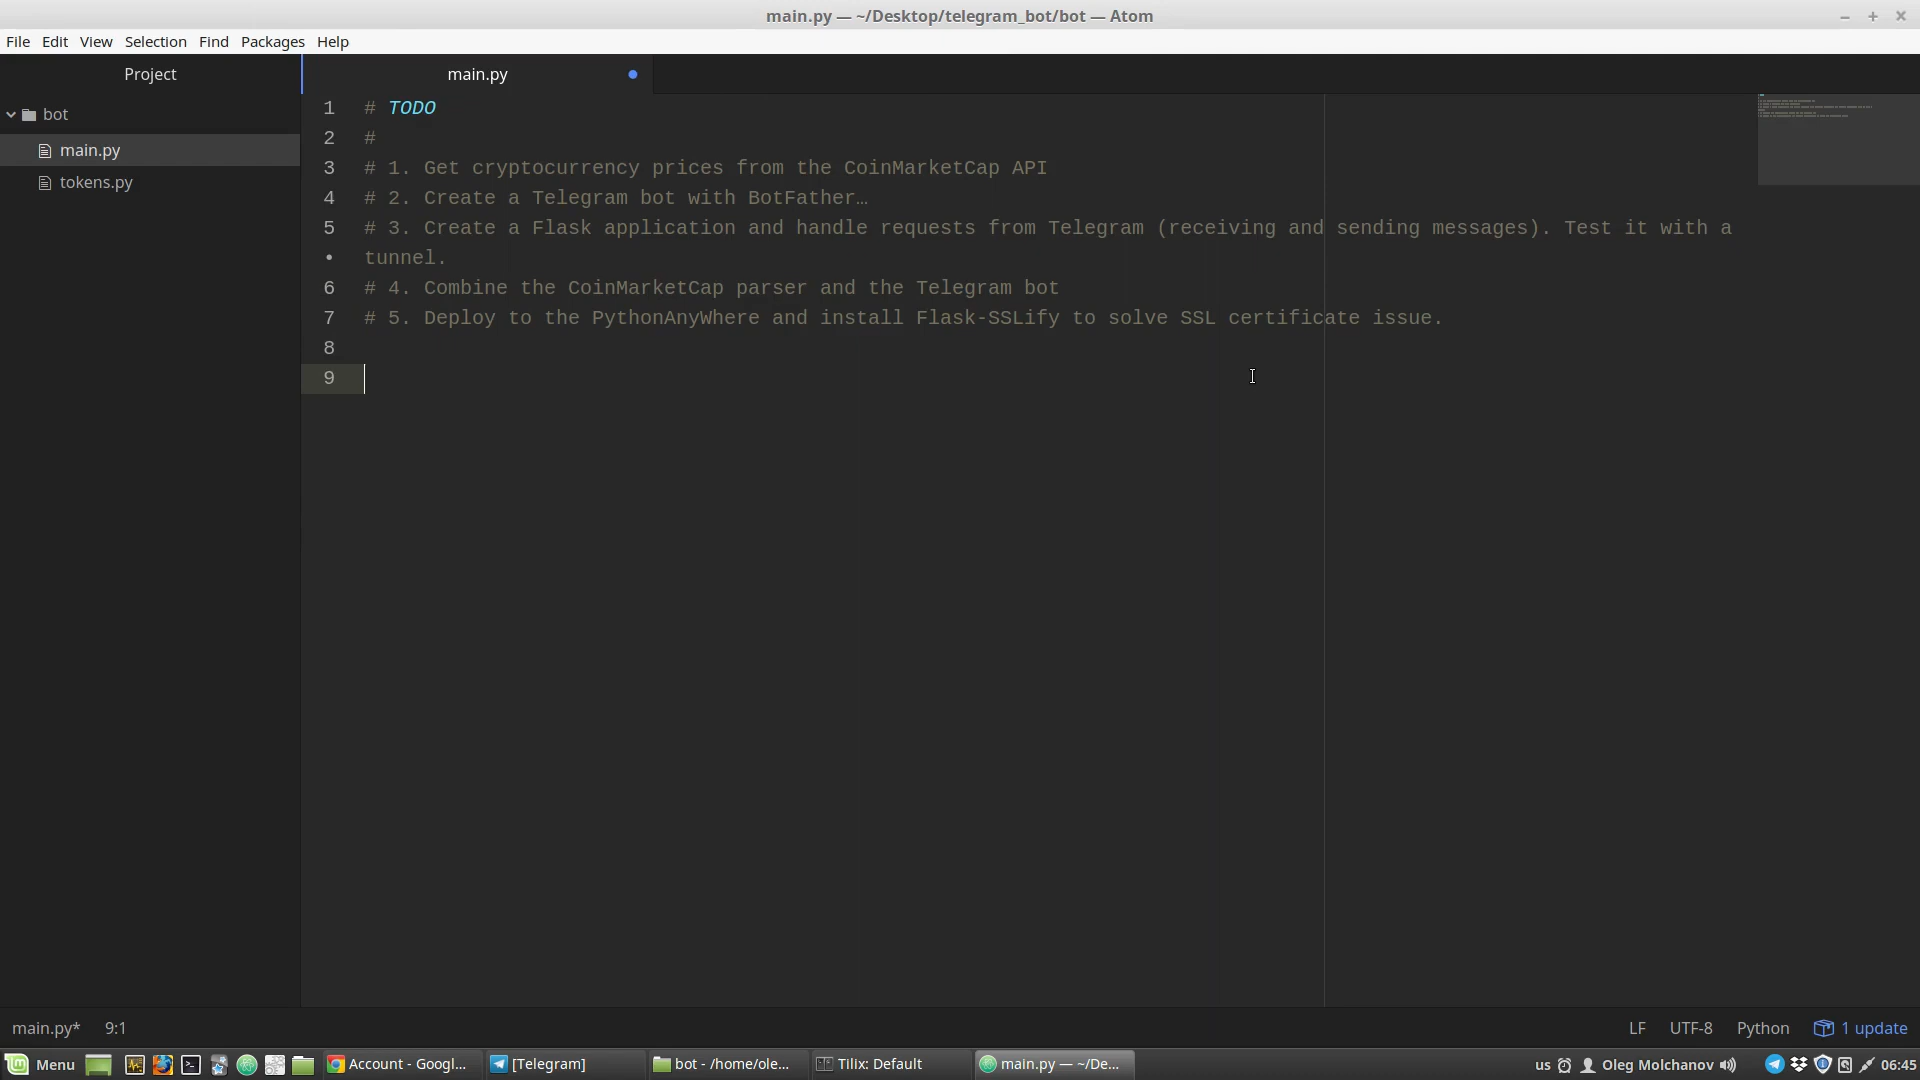 main.py — ~/Desktop/telegram_bot/bot — Atom
File Edit View Selection Find Packages Help
Project
main.py
bot
main.py
tokens.py
1 # TODO
2 #
3 # 1. Get cryptocurrency prices from the CoinMarketCap API
4 # 2. Create a Telegram bot with BotFather…
5 # 3. Create a Flask application and handle requests from Telegram (receiving and sending messages). Test it with a
• tunnel.
6 # 4. Combine the CoinMarketCap parser and the Telegram bot
7 # 5. Deploy to the PythonAnyWhere and install Flask-SSLify to solve SSL certificate issue.
8
9
main.py* 9:1 LF UTF-8 Python 1 update
Menu Account - Googl... [Telegram] bot - /home/ole... Tilix: Default main.py — ~/De... us Oleg Molchanov 06:45